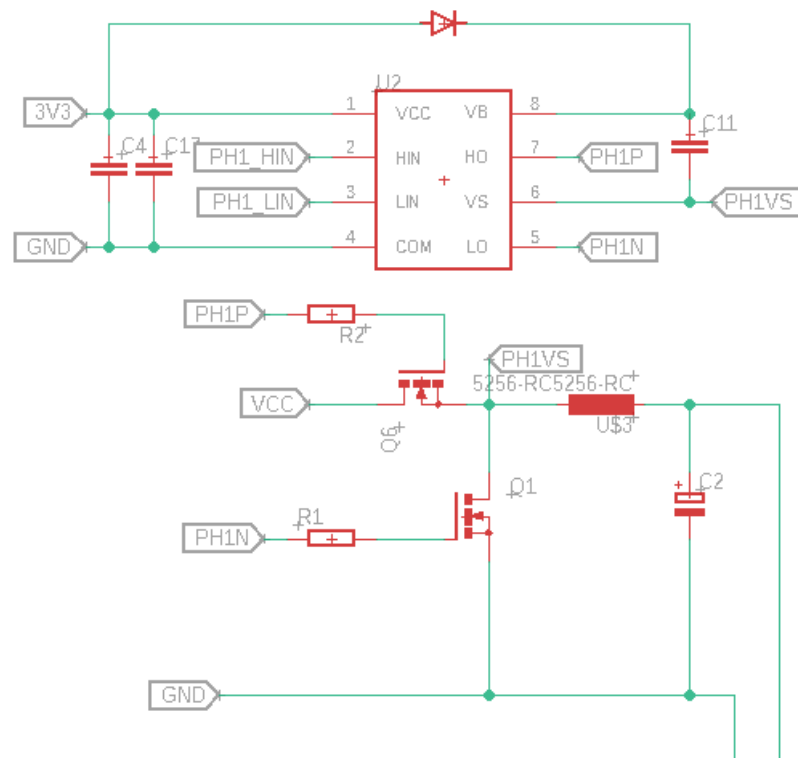 U2
3V3
1
VCC
VB
8
C4
C17
C11
PH1_HIN
2
HIN
HO
7
PH1P
PH1_LIN
3
LIN
VS
6
PH1VS
GND
4
COM
LO
5
PH1N
PH1P
R2
PH1VS
5256-RC5256-RC
VCC
U$3
Q6
C2
Q1
R1
PH1N
GND